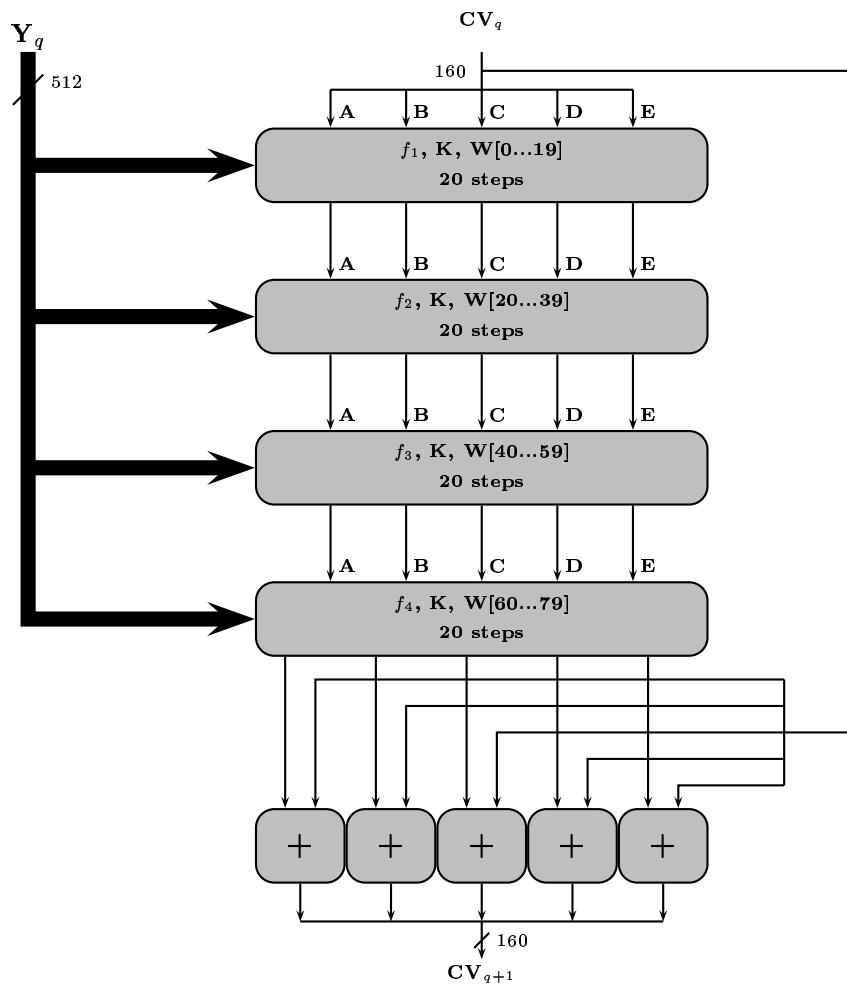 CV_q
Y_q
512
160
A B C D E
f₁, K, W[0...19]
20 steps
A B C D E
f₂, K, W[20...39]
20 steps
A B C D E
f₃, K, W[40...59]
20 steps
A B C D E
f₄, K, W[60...79]
20 steps
+ + + + +
160
CV_{q+1}